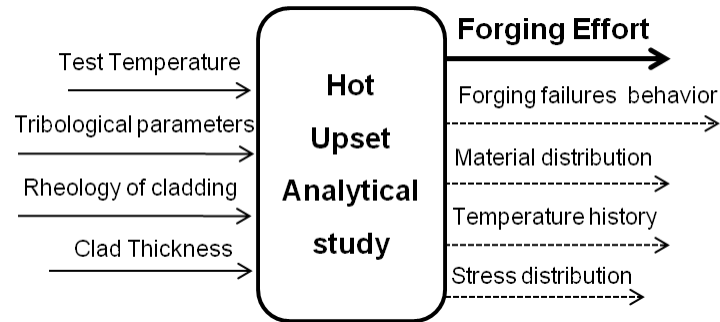 Test Temperature
Tribological parameters
Rheology of cladding
Clad Thickness
Hot
Upset
Analytical
study
Forging Effort
Forging failures behavior
Material distribution
Temperature history
Stress distribution